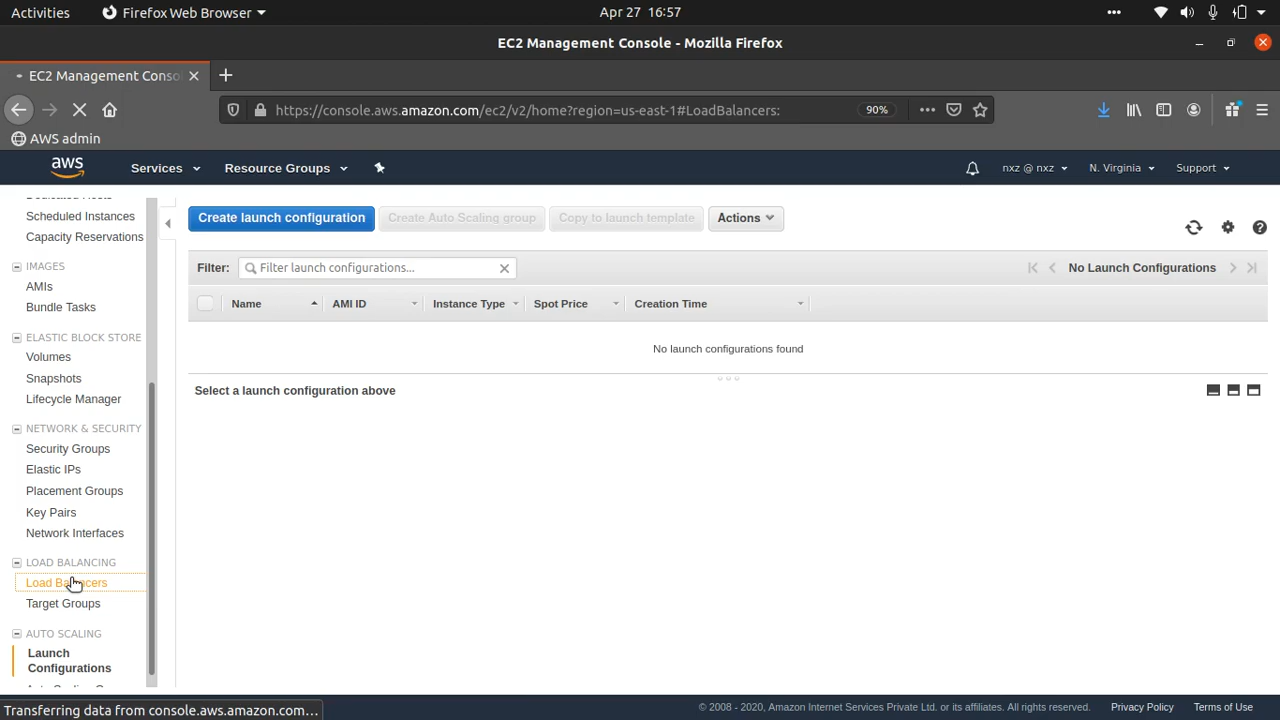 Activities
Firefox Web Browser
Apr 27 16:57
EC2 Management Console - Mozilla Firefox
EC2 Management Conso
https://console.aws.amazon.com/ec2/v2/home?region=us-east-1#LoadBalancers:
90%
AWS admin
aws
Services
Resource Groups
nxz @ nxz
N. Virginia
Support
Dedicated Hosts
Scheduled Instances
Capacity Reservations
IMAGES
AMIs
Bundle Tasks
ELASTIC BLOCK STORE
Volumes
Snapshots
Lifecycle Manager
NETWORK & SECURITY
Security Groups
Elastic IPs
Placement Groups
Key Pairs
Network Interfaces
LOAD BALANCING
Load Balancers
Target Groups
AUTO SCALING
Launch
Configurations
Create launch configuration
Create Auto Scaling group
Copy to launch template
Actions
Filter:
Filter launch configurations...
No Launch Configurations
Name
AMI ID
Instance Type
Spot Price
Creation Time
No launch configurations found
Select a launch configuration above
Transferring data from console.aws.amazon.com…
© 2008 - 2020, Amazon Internet Services Private Ltd. or its affiliates. All rights reserved.
Privacy Policy
Terms of Use